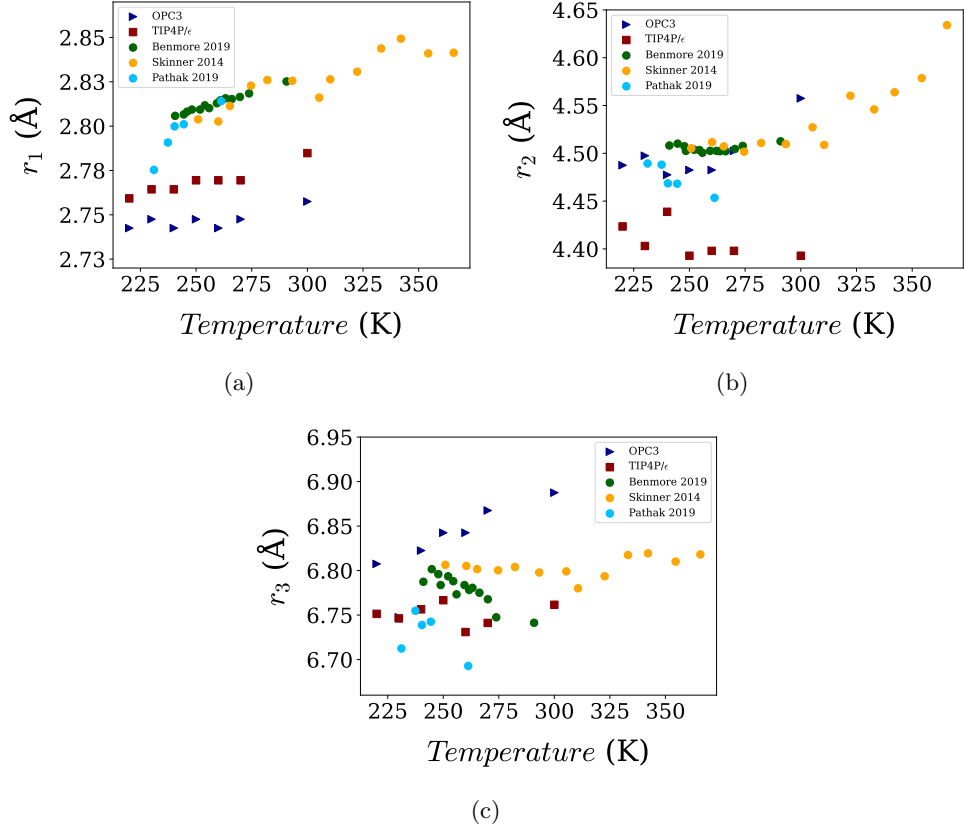 2.85
2.83
2.80
2.78
2.75
2.73
r1 (Å)
OPC3
TIP4P/ϵ
Benmore 2019
Skinner 2014
Pathak 2019
225 250 275 300 325 350
Temperature (K)
(a)
4.65
4.60
4.55
4.50
4.45
4.40
r2 (Å)
OPC3
TIP4P/ϵ
Benmore 2019
Skinner 2014
Pathak 2019
225 250 275 300 325 350
Temperature (K)
(b)
6.95
6.90
6.85
6.80
6.75
6.70
r3 (Å)
OPC3
TIP4P/ϵ
Benmore 2019
Skinner 2014
Pathak 2019
225 250 275 300 325 350
Temperature (K)
(c)